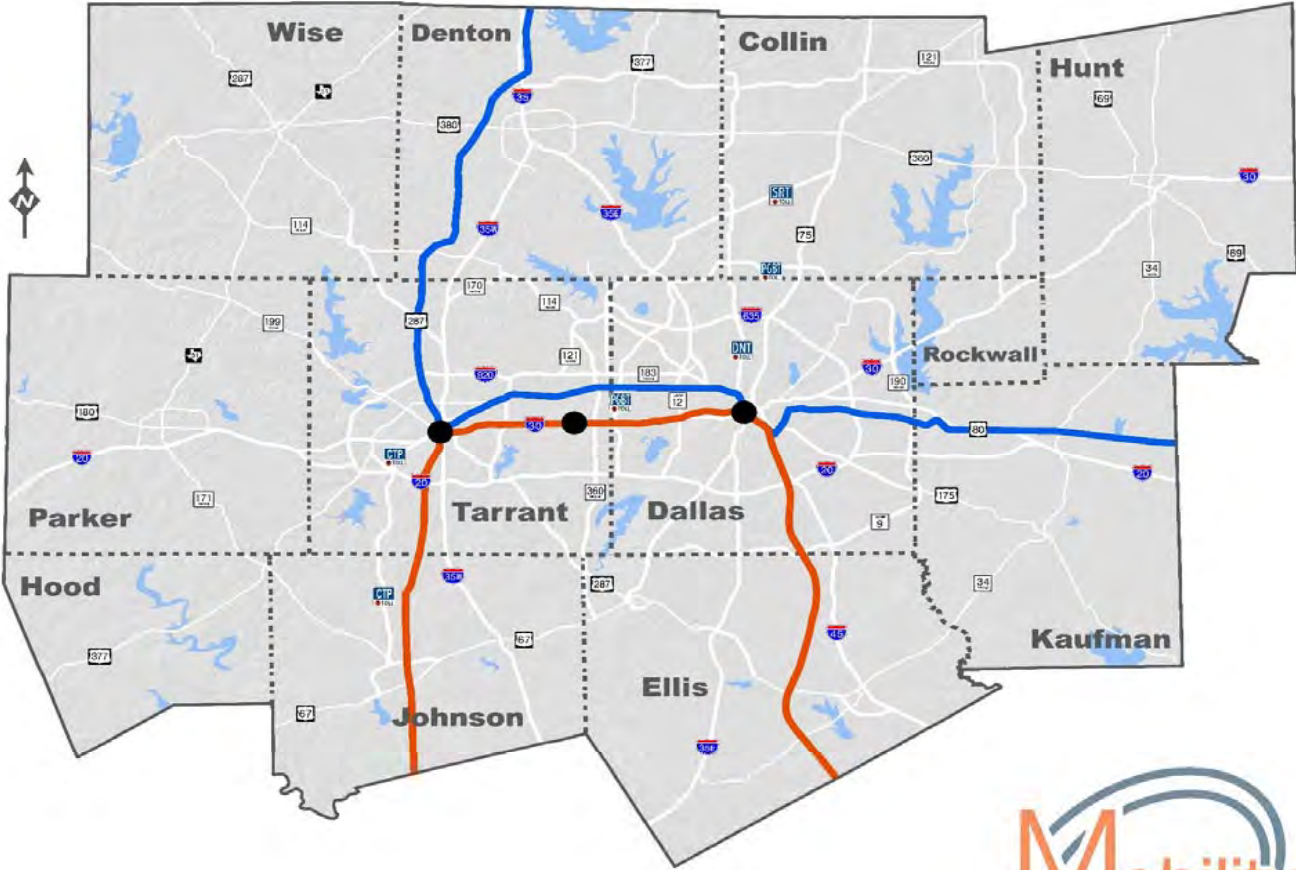 Wise
Denton
Collin
Hunt
287
377
121
69
35
380
380
30
SRT
TOLL
35E
114
35W
75
69
34
PGBT
TOLL
170
114
287
199
635
DNT
TOLL
Rockwall
121
820
183
30
190
180
PGBT
TOLL
12
30
80
CTP
TOLL
20
20
20
20
171
360
175
Parker
Tarrant
Dallas
9
Hood
35W
287
34
CTP
TOLL
45
67
Kaufman
377
Ellis
67
Johnson
35E
N